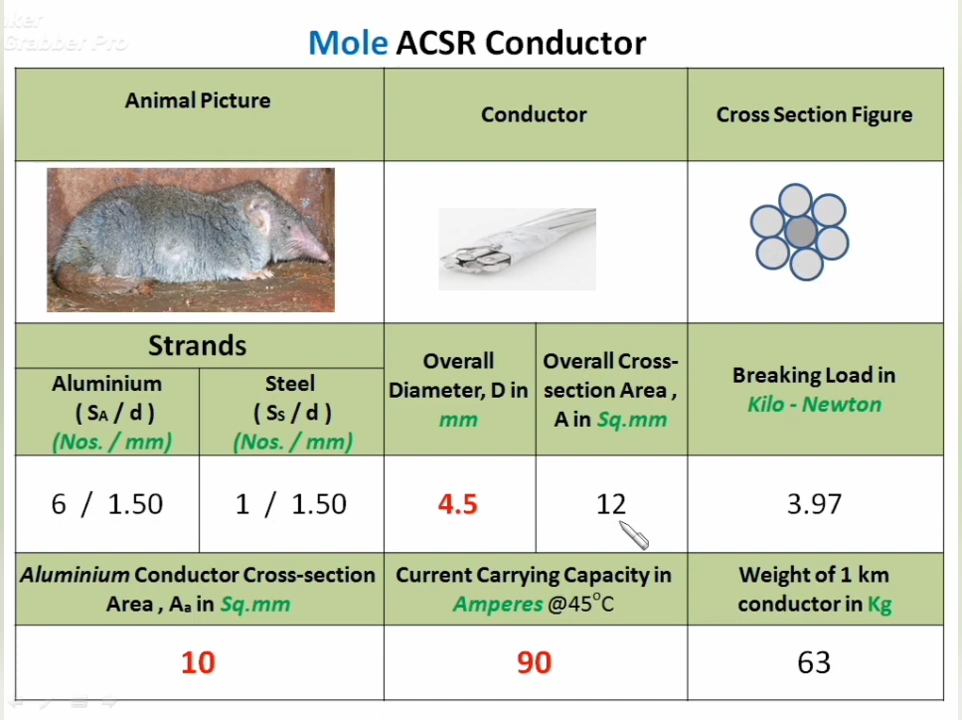 nker
Grabber Pro
Mole ACSR Conductor
Animal Picture
Conductor
Cross Section Figure
Strands
Aluminium
( SA / d )
(Nos. / mm)
Steel
( SS / d )
(Nos. / mm)
Overall
Diameter, D in
mm
Overall Cross-
section Area ,
A in Sq.mm
Breaking Load in
Kilo - Newton
6 / 1.50
1 / 1.50
4.5
12
3.97
Aluminium Conductor Cross-section
Area , Aa in Sq.mm
Current Carrying Capacity in
Amperes @45°C
Weight of 1 km
conductor in Kg
10
90
63